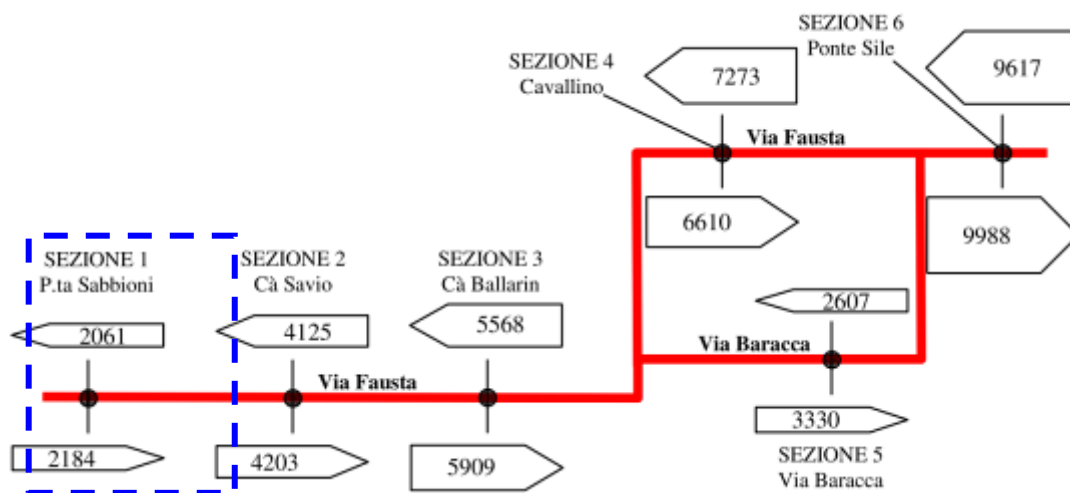 SEZIONE 6
Ponte Sile
SEZIONE 4
Cavallino
7273
9617
Via Fausta
6610
9988
SEZIONE 1
P.ta Sabbioni
SEZIONE 2
Cà Savio
SEZIONE 3
Cà Ballarin
2061
4125
5568
2607
Via Baracca
Via Fausta
2184
4203
5909
3330
SEZIONE 5
Via Baracca